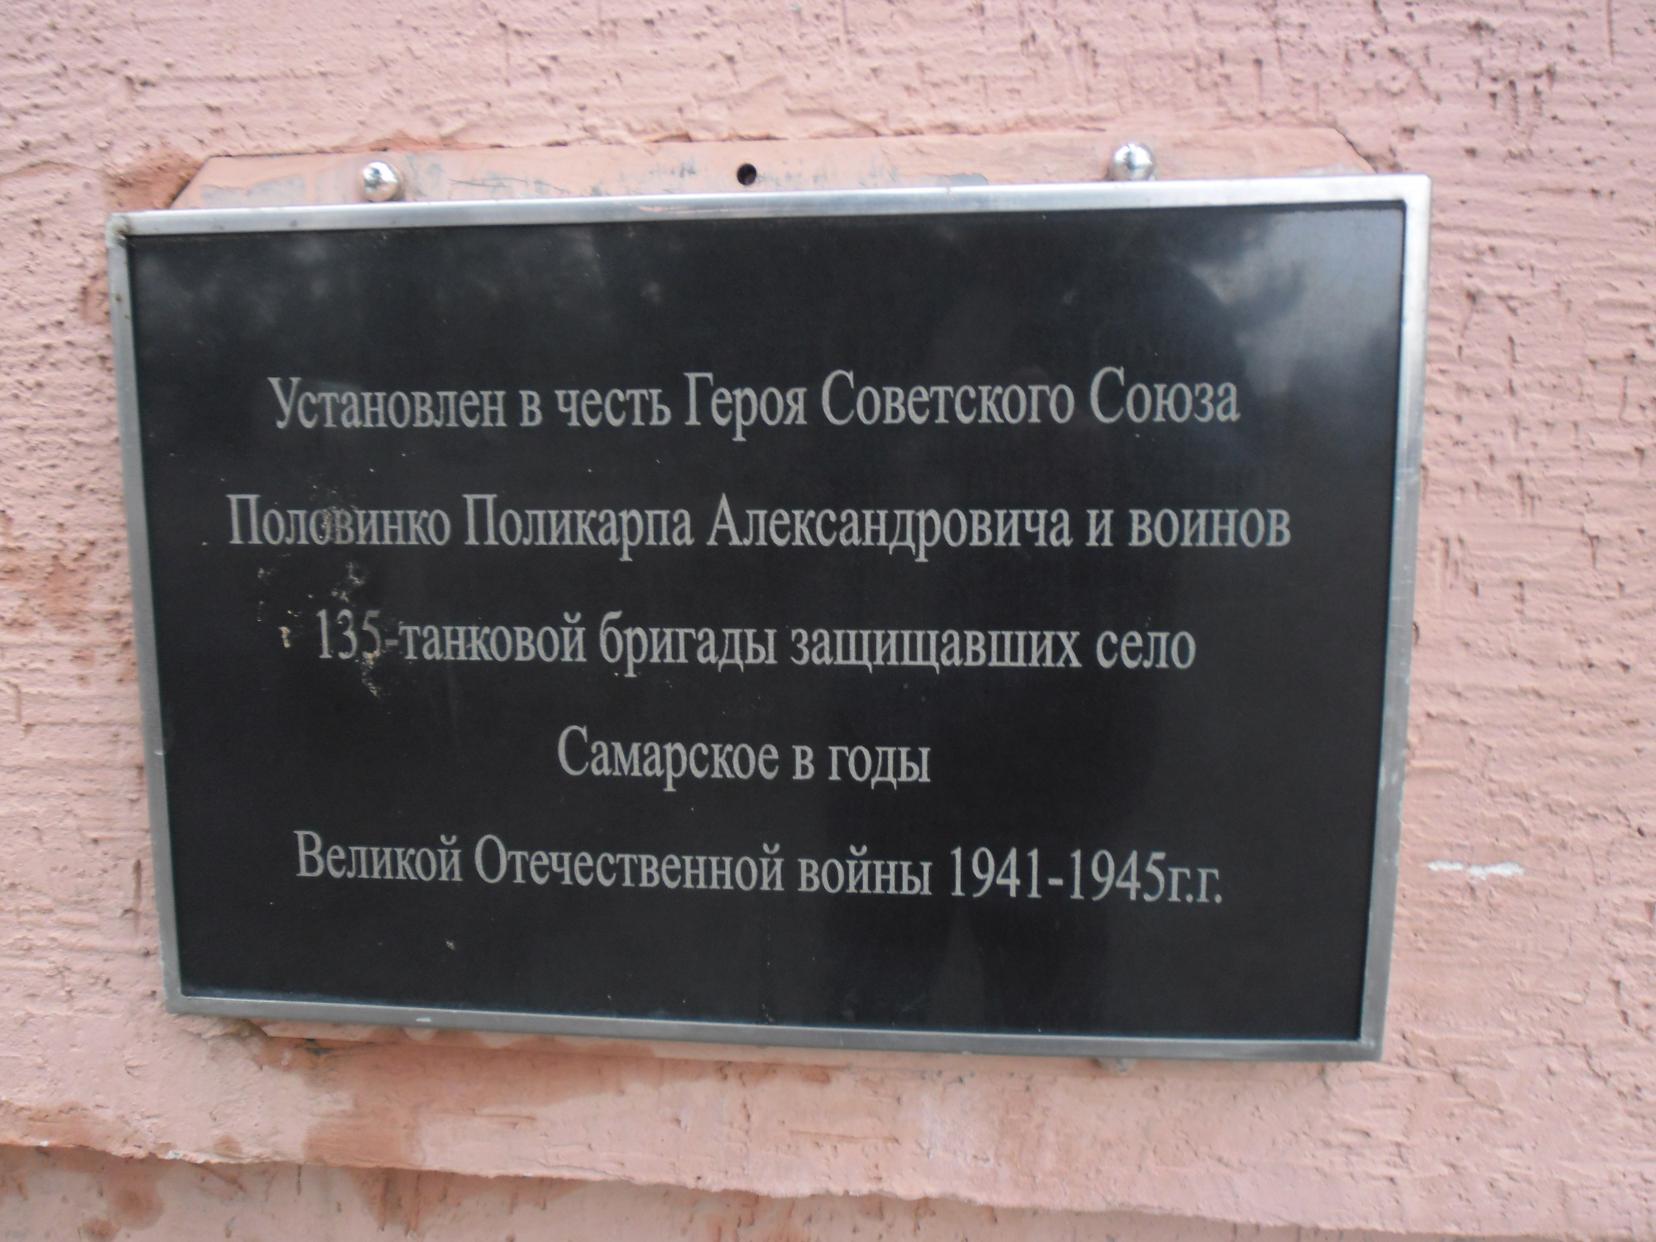 Установлен в честь Героя Советского Союза
Половинко Поликарпа Александровича и воинов
135-танковой бригады защищавших село
Самарское в годы
Великой Отечественной войны 1941-1945г.г.